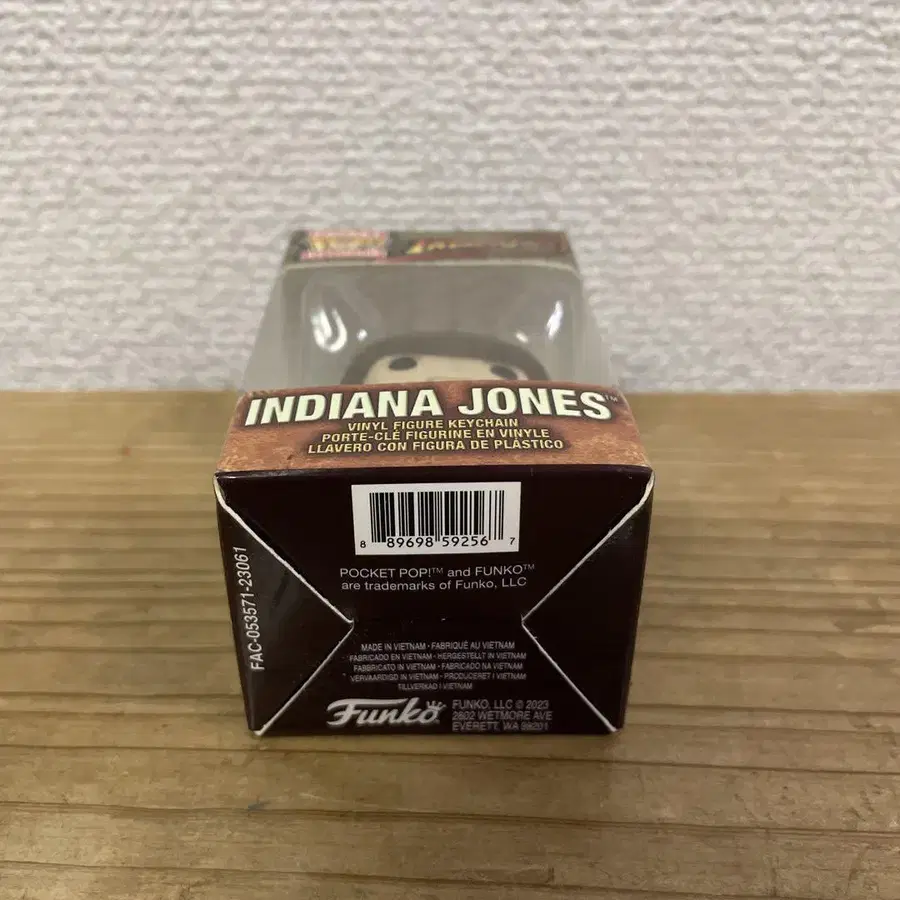 INDIANA JONES™
VINYL FIGURE KEYCHAIN
PORTE-CLÉ FIGURINE EN VINYLE
LLAVERO CON FIGURA DE PLÁSTICO
8 89698 59256 7
POCKET POP!™ and FUNKO™
are trademarks of Funko, LLC
FAC-053571-23061
MADE IN VIETNAM · FABRIQUÉ AU VIETNAM
FABRICADO EN VIETNAM · HERGESTELLT IN VIETNAM
FABBRICATO IN VIETNAM · FABRICADO NA VIETNAM
VERVAARDIGD IN VIETNAM · PRODUCERET I VIETNAM
TILLVERKAD I VIETNAM
Funko
FUNKO, LLC © 2023
2802 WETMORE AVE
EVERETT, WA 98201